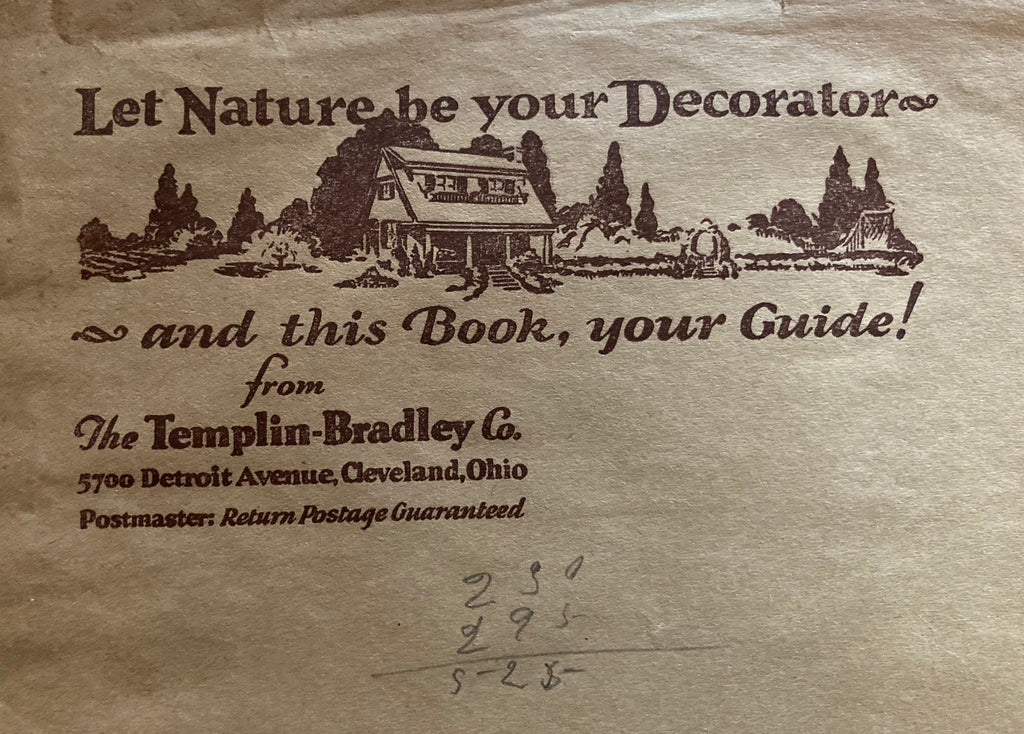 Let Nature be your Decorator
and this Book, your Guide!
from
The Templin-Bradley Co.
5700 Detroit Avenue, Cleveland, Ohio
Postmaster: Return Postage Guaranteed
230
295
525